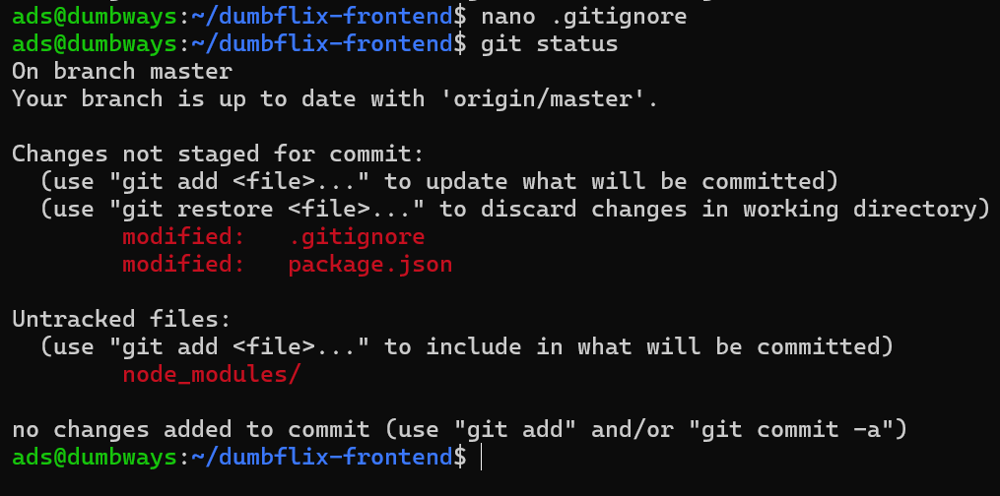 ads@dumbways:~/dumbflix-frontend$ nano .gitignore
ads@dumbways:~/dumbflix-frontend$ git status
On branch master
Your branch is up to date with 'origin/master'.

Changes not staged for commit:
  (use "git add <file>..." to update what will be committed)
  (use "git restore <file>..." to discard changes in working directory)
        modified:   .gitignore
        modified:   package.json

Untracked files:
  (use "git add <file>..." to include in what will be committed)
        node_modules/

no changes added to commit (use "git add" and/or "git commit -a")
ads@dumbways:~/dumbflix-frontend$